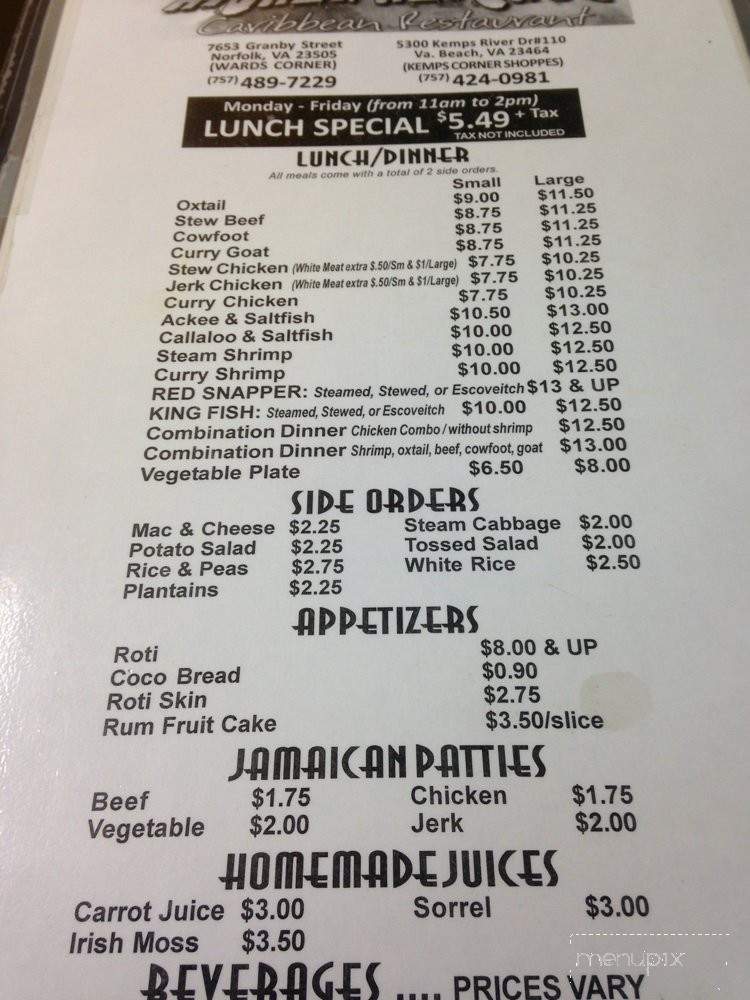 Caribbean Restaurant
7653 Granby Street
Norfolk, VA 23505
(WARDS CORNER)
(757) 489-7229
5300 Kemps River Dr#110
Va. Beach, VA 23464
(KEMPS CORNER SHOPPES)
(757) 424-0981
Monday - Friday (from 11am to 2pm)
LUNCH SPECIAL $5.49 + Tax
TAX NOT INCLUDED
LUNCH/DINNER
All meals come with a total of 2 side orders.
Small Large
Oxtail $9.00 $11.50
Stew Beef $8.75 $11.25
Cowfoot $8.75 $11.25
Curry Goat $8.75 $11.25
Stew Chicken (White Meat extra $.50/Sm & $1/Large) $7.75 $10.25
Jerk Chicken (White Meat extra $.50/Sm & $1/Large) $7.75 $10.25
Curry Chicken $7.75 $10.25
Ackee & Saltfish $10.50 $13.00
Callaloo & Saltfish $10.00 $12.50
Steam Shrimp $10.00 $12.50
Curry Shrimp $10.00 $12.50
RED SNAPPER: Steamed, Stewed, or Escoveitch $13 & UP
KING FISH: Steamed, Stewed, or Escoveitch $10.00 $12.50
Combination Dinner Chicken Combo / without shrimp $12.50
Combination Dinner Shrimp, oxtail, beef, cowfoot, goat $13.00
Vegetable Plate $6.50 $8.00
SIDE ORDERS
Mac & Cheese $2.25 Steam Cabbage $2.00
Potato Salad $2.25 Tossed Salad $2.00
Rice & Peas $2.75 White Rice $2.50
Plantains $2.25
APPETIZERS
Roti $8.00 & UP
Coco Bread $0.90
Roti Skin $2.75
Rum Fruit Cake $3.50/slice
JAMAICAN PATTIES
Beef $1.75 Chicken $1.75
Vegetable $2.00 Jerk $2.00
HOMEMADE JUICES
Carrot Juice $3.00 Sorrel $3.00
Irish Moss $3.50
BEVERAGES .... PRICES VARY
menupix